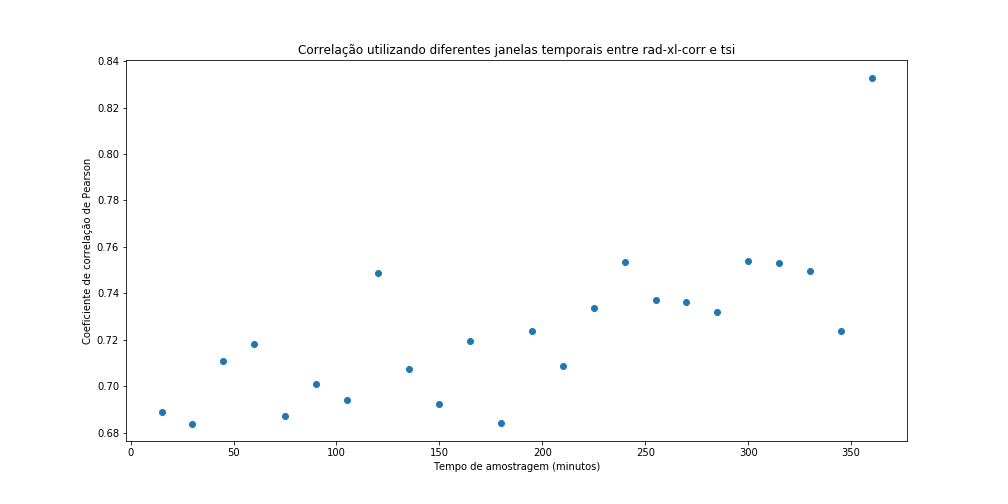 Correlação utilizando diferentes janelas temporais entre rad-xl-corr e tsi
0.84
0.82
0.80
0.78
0.76
0.74
0.72
0.70
0.68
Coeficiente de correlação de Pearson
0 50 100 150 200 250 300 350
Tempo de amostragem (minutos)